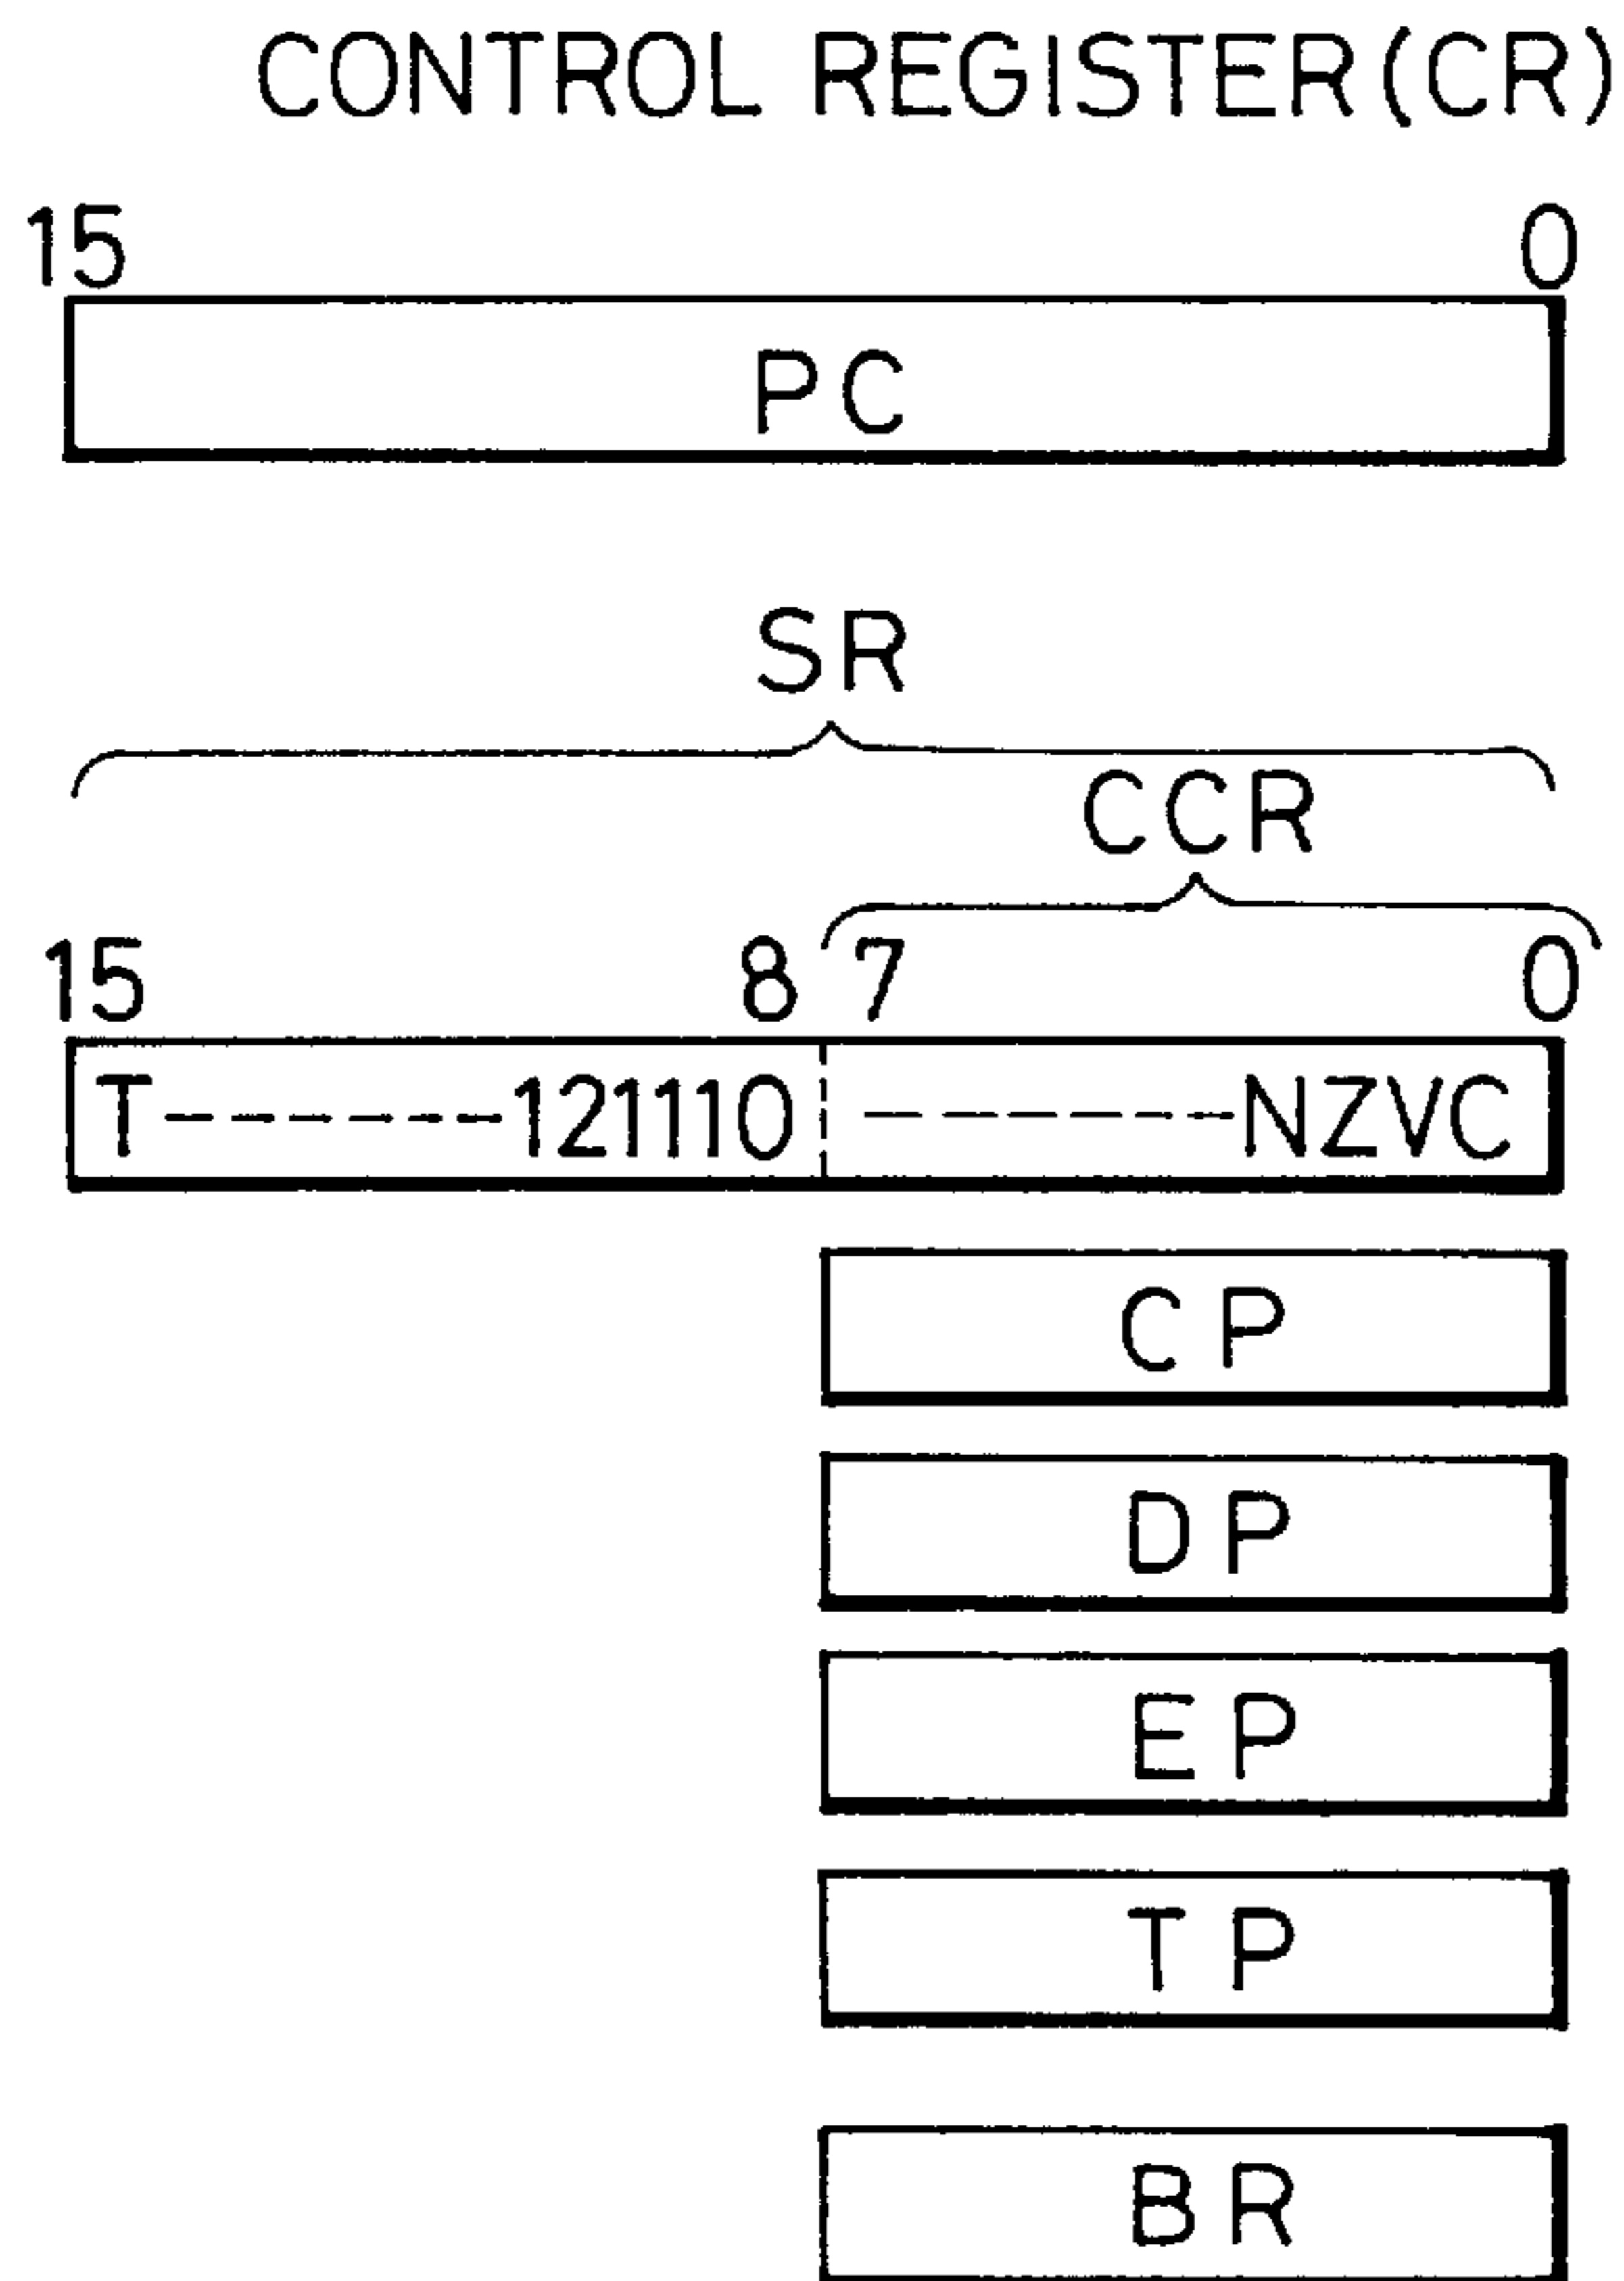 CONTROL REGISTER(CR)
15 0
PC
SR
CCR
15 8 7 0
T-------121110 ------NZVC
CP
DP
EP
TP
BR